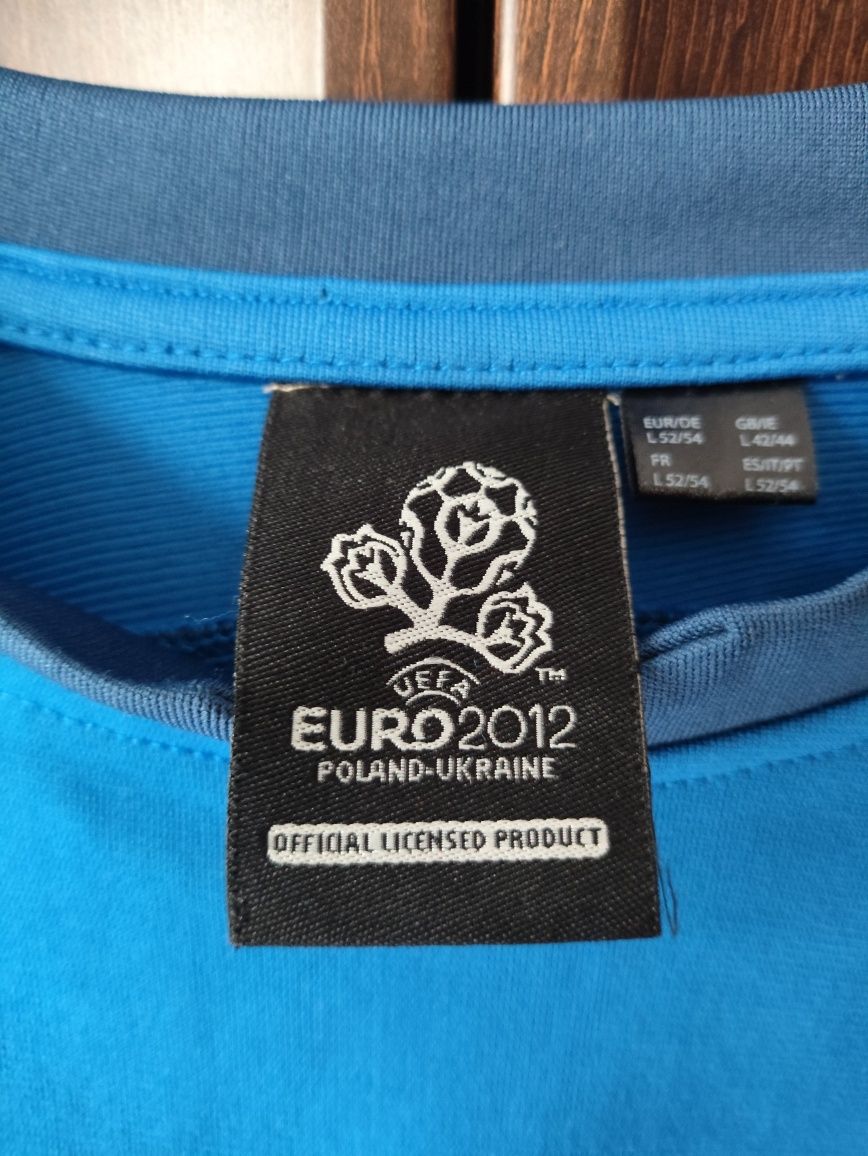 UEFA
TM
EURO2012
POLAND-UKRAINE
OFFICIAL LICENSED PRODUCT
EUR/DE GB/IE
L 52/54 L 42/44
FR ES/IT/PT
L 52/54 L 52/54